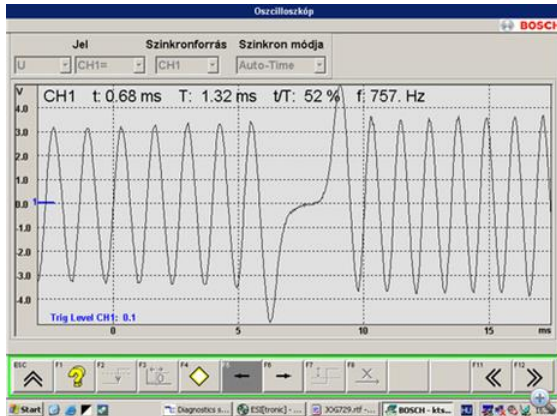 Oszcilloszkóp
BOSCH
Jel Szinkronforrás Szinkron módja
U CH1= CH1 Auto-Time
V CH1 t: 0.68 ms T: 1.32 ms t/T: 52 % f: 757. Hz
4.0
2.0
1.0
0.0 1
-1.0
-2.0
-3.0
4.0
Trig Level CH1: 0.1
0 5 10 15 ms
ESC F1 F2 F3 F4 F6 F7 F8 F11 F12
Start Diagnostics s... ESI[tronic] - ... JOG729.rtf -... BOSCH - kts...